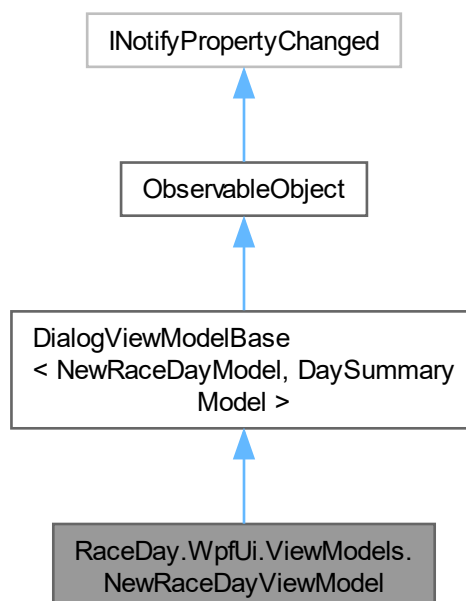 INotifyPropertyChanged
ObservableObject
DialogViewModelBase
< NewRaceDayModel, DaySummary
Model >
RaceDay.WpfUi.ViewModels.
NewRaceDayViewModel